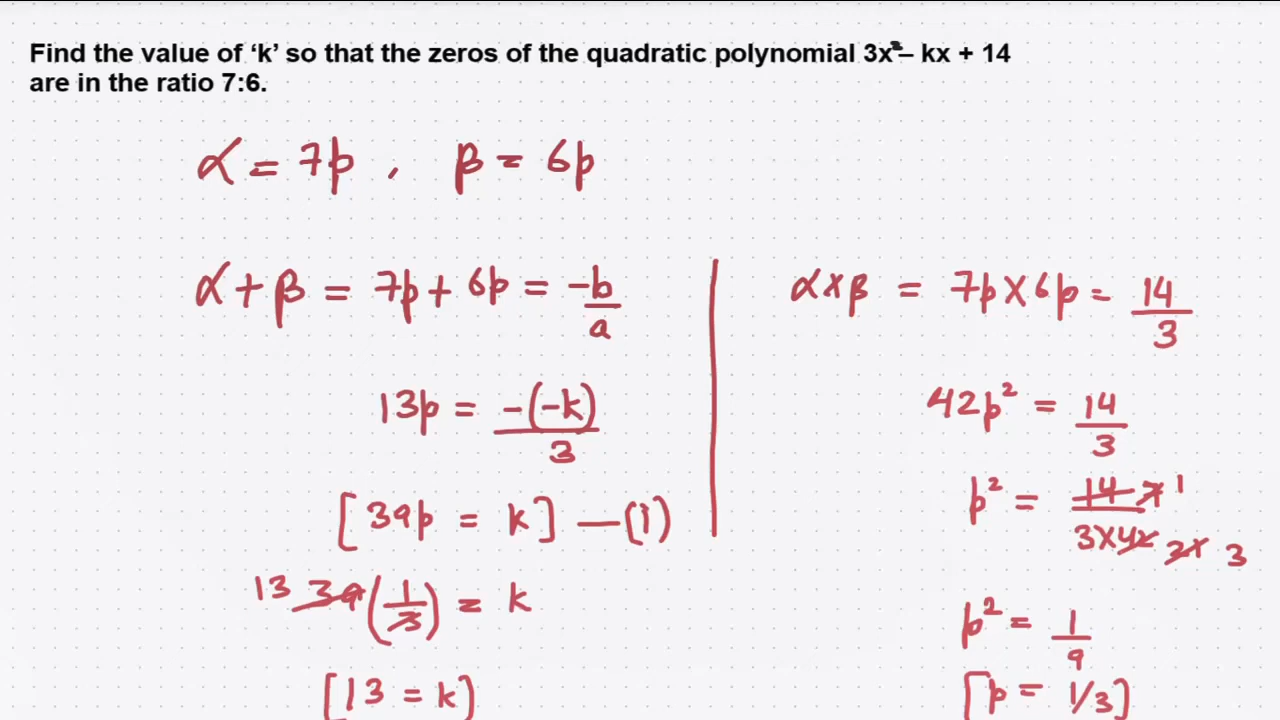 Find the value of ‘k’ so that the zeros of the quadratic polynomial 3x²– kx + 14
are in the ratio 7:6.
α = 7p , β = 6p
α + β = 7p + 6p = -b/a
13p = -(-k)/3
[39p = k] —(1)
13 39(1/3) = k
[13 = k]
α×β = 7p × 6p = 14/3
42p² = 14/3
p² = 14 7 1
3×42 21 3
p² = 1/9
[p = 1/3]